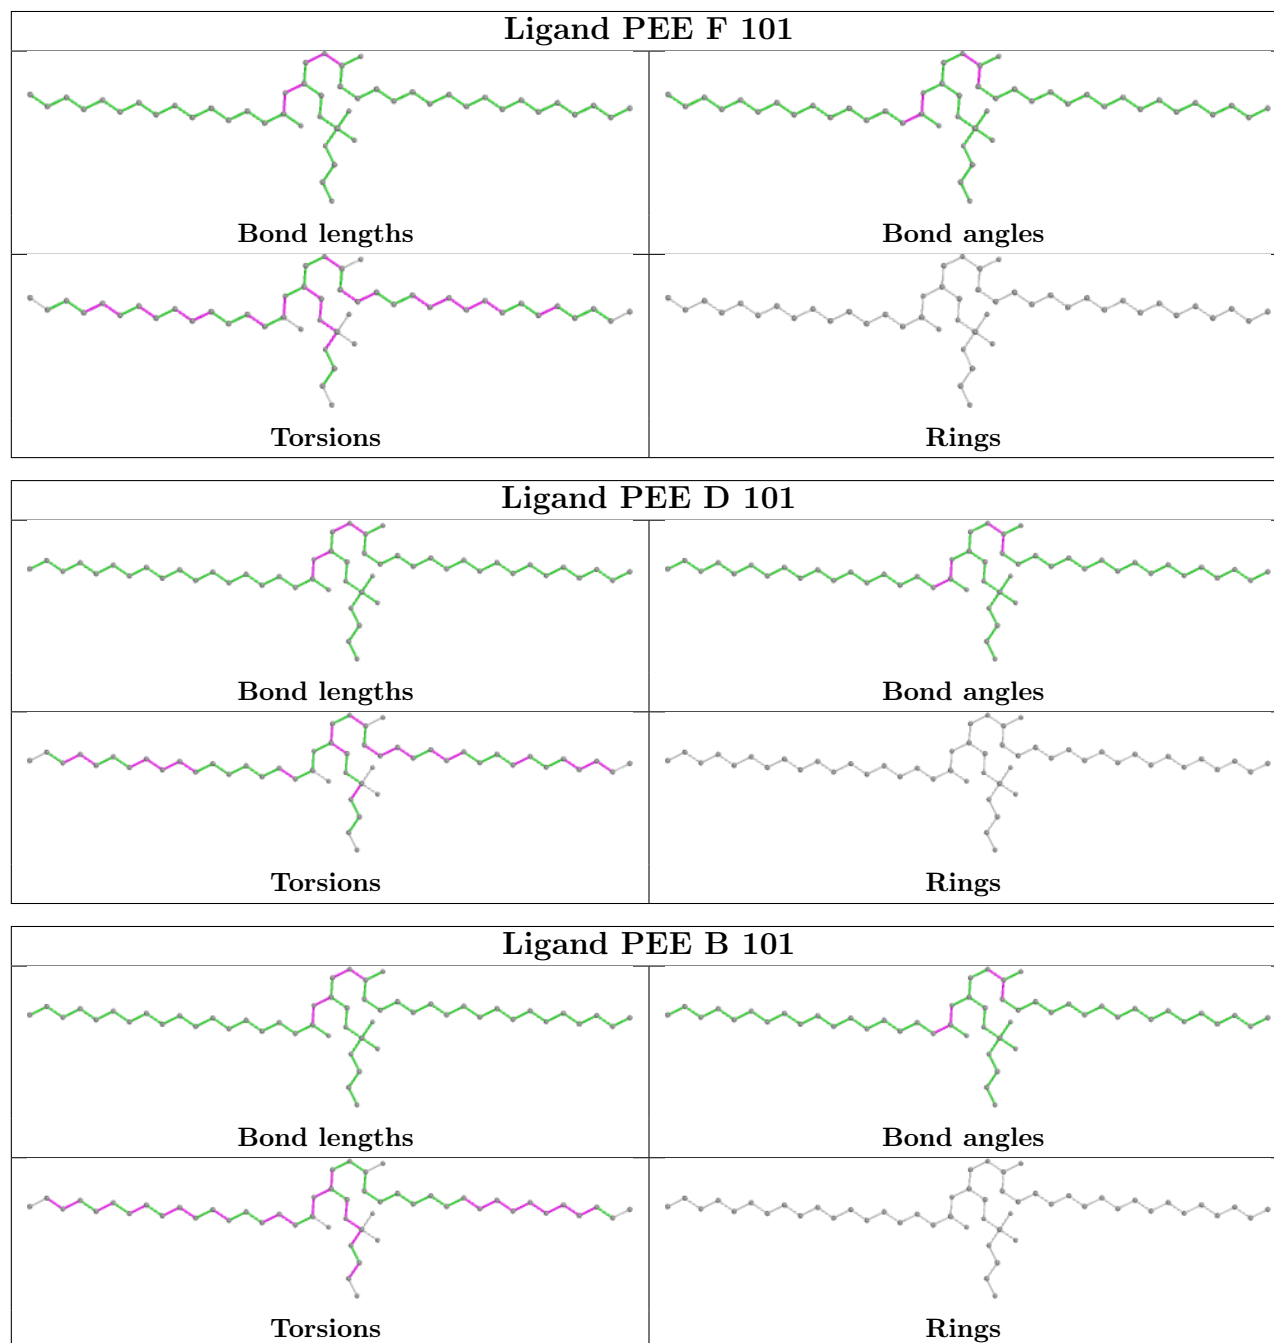 Ligand PEE F 101
Bond lengths
Bond angles
Torsions
Rings
Ligand PEE D 101
Bond lengths
Bond angles
Torsions
Rings
Ligand PEE B 101
Bond lengths
Bond angles
Torsions
Rings